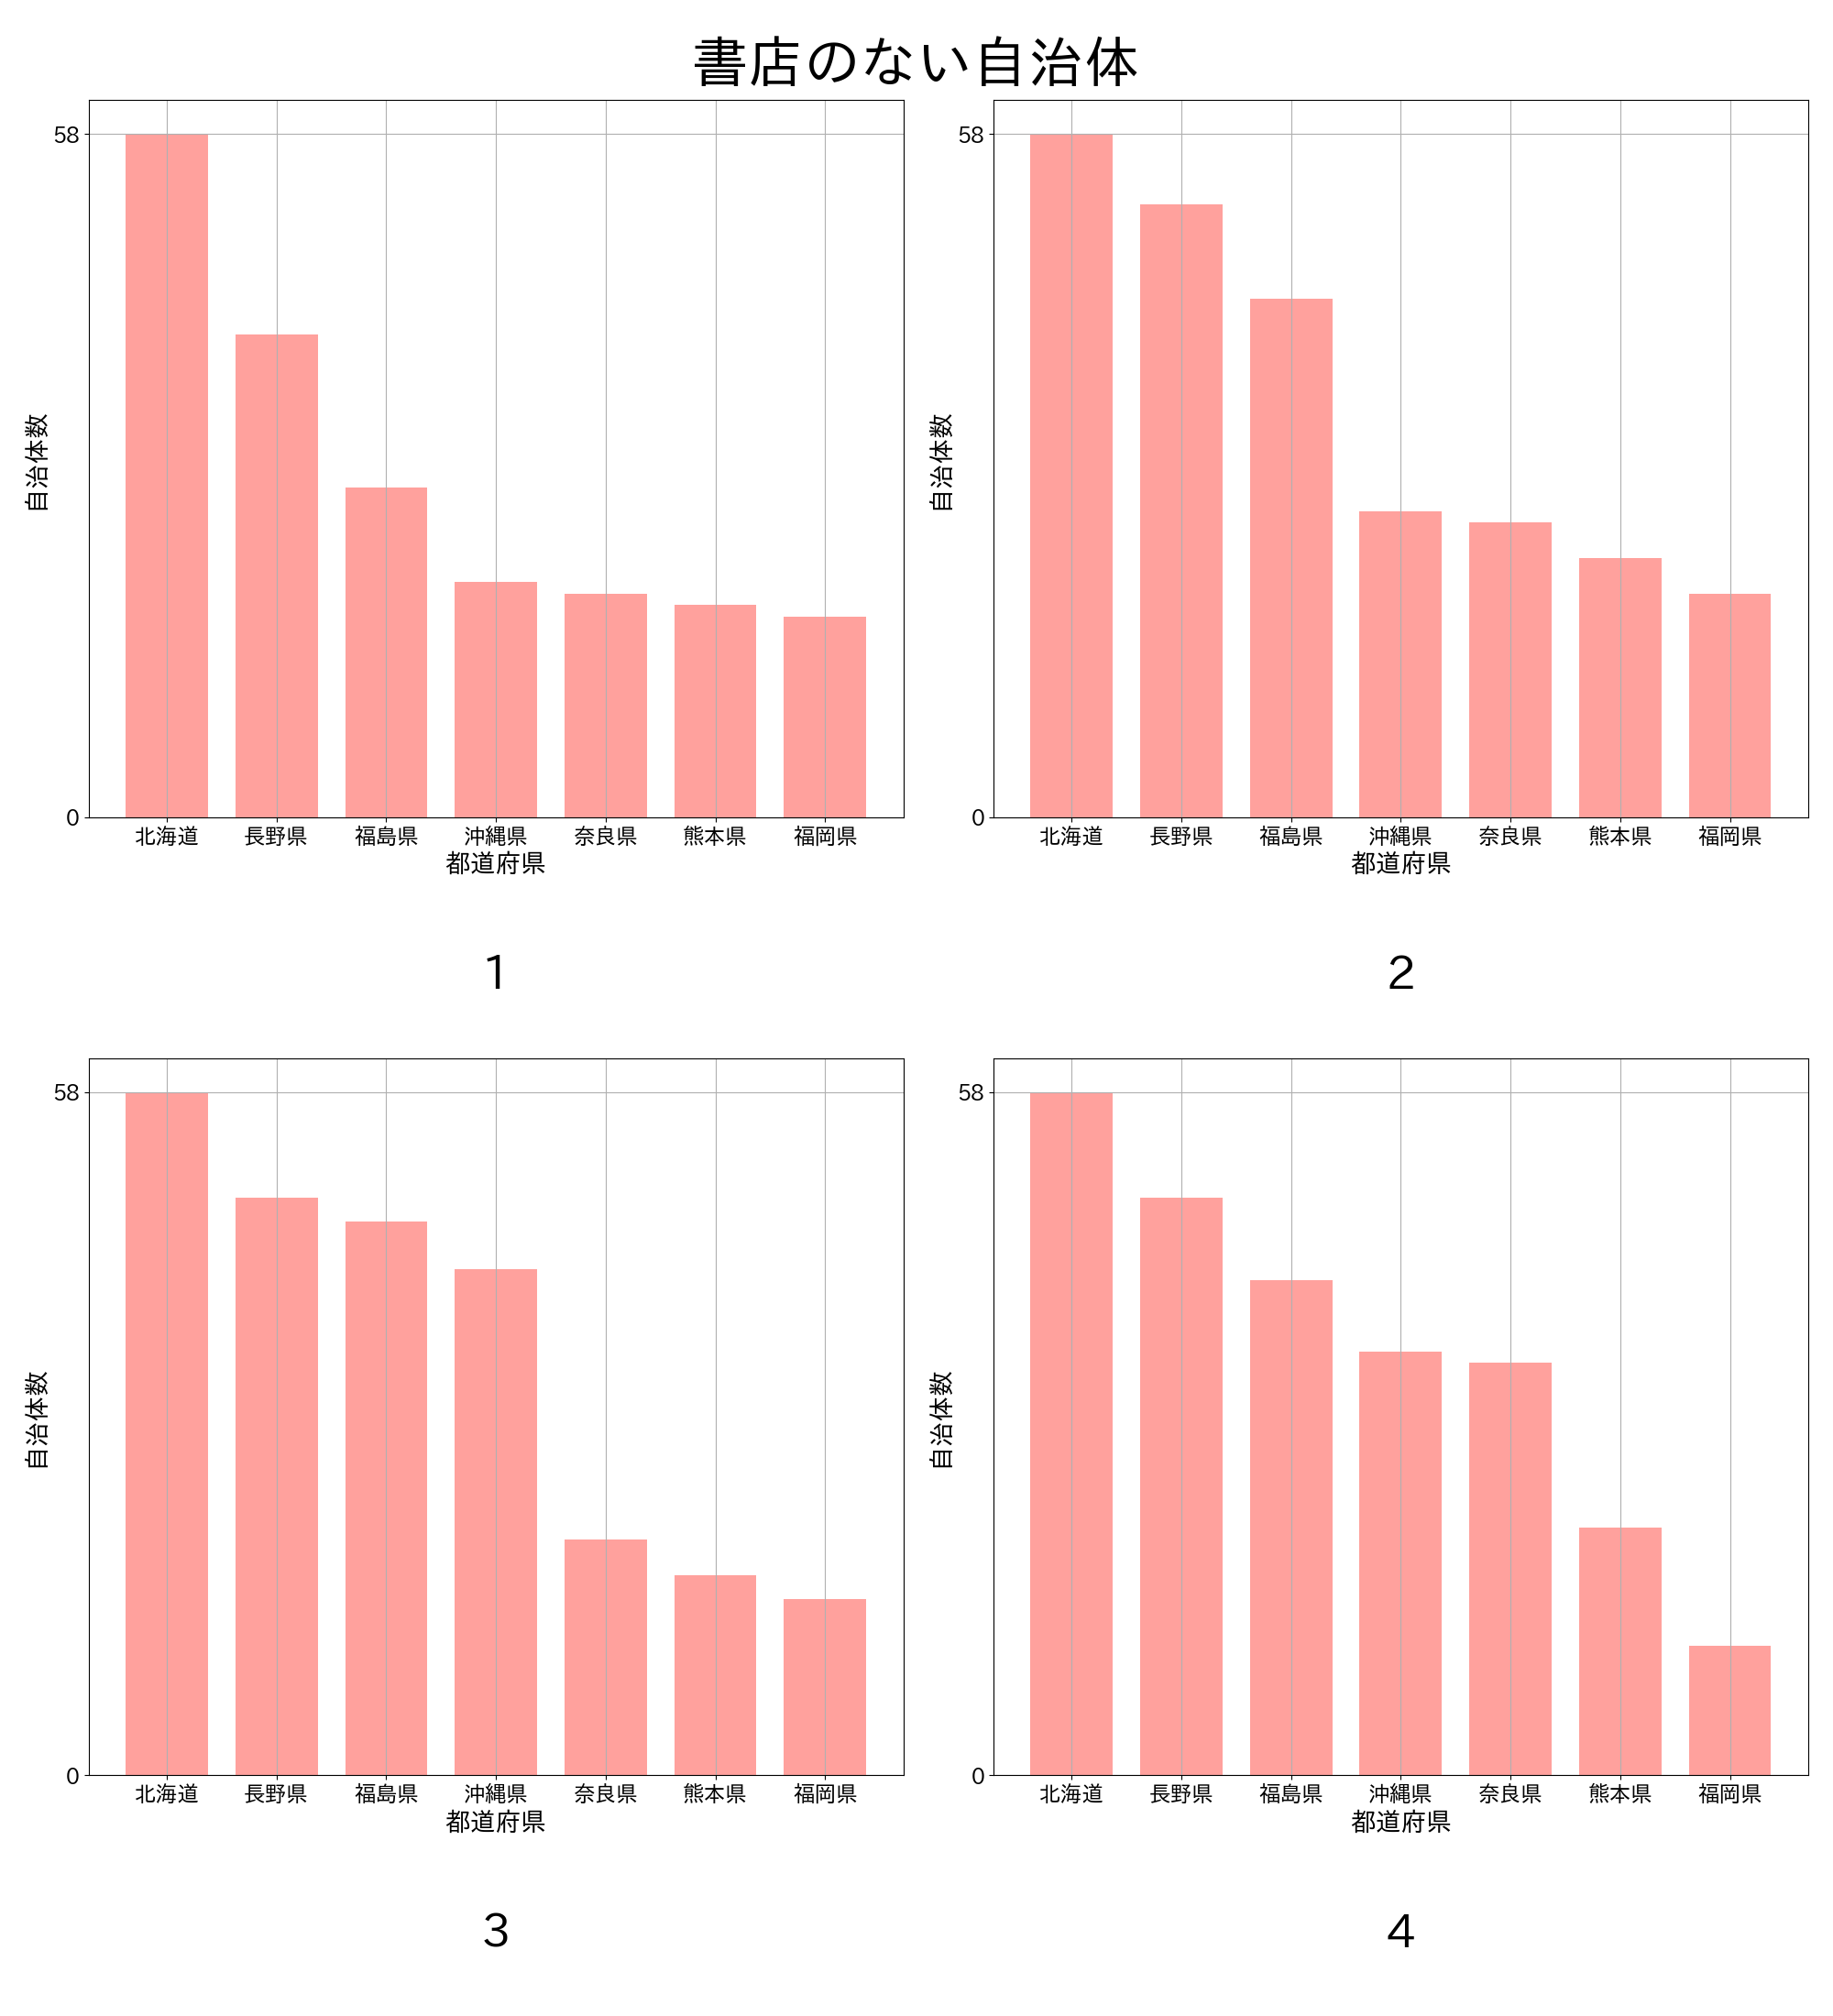 書店のない自治体
58
0
自治体数
北海道 長野県 福島県 沖縄県 奈良県 熊本県 福岡県
都道府県
1
58
0
自治体数
北海道 長野県 福島県 沖縄県 奈良県 熊本県 福岡県
都道府県
2
58
0
自治体数
北海道 長野県 福島県 沖縄県 奈良県 熊本県 福岡県
都道府県
3
58
0
自治体数
北海道 長野県 福島県 沖縄県 奈良県 熊本県 福岡県
都道府県
4